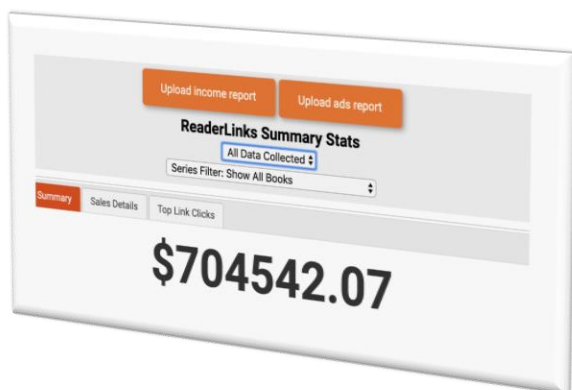 Upload income report Upload ads report
ReaderLinks Summary Stats
All Data Collected
Series Filter: Show All Books
Summary Sales Details Top Link Clicks
$704542.07